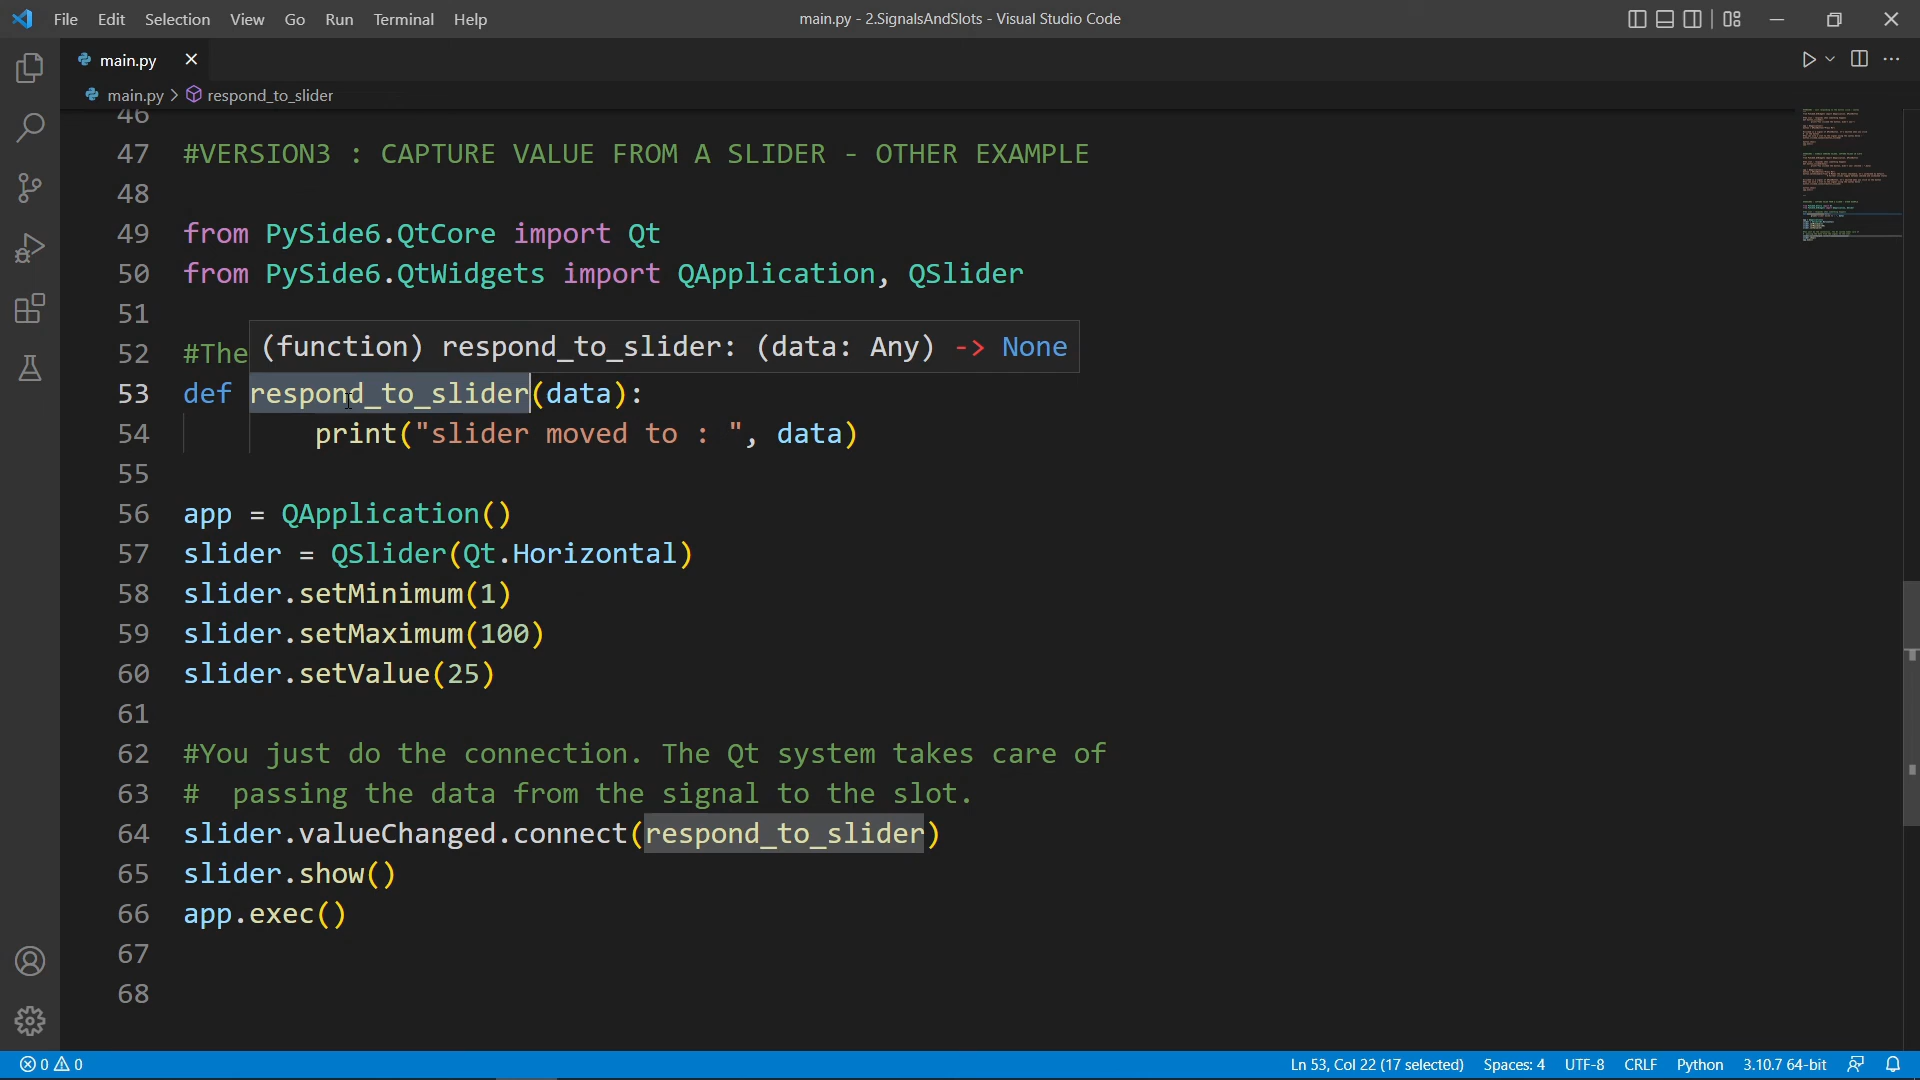 File Edit Selection View Go Run Terminal Help main.py - 2.SignalsAndSlots - Visual Studio Code
main.py
main.py > respond_to_slider
46
47 #VERSION3 : CAPTURE VALUE FROM A SLIDER - OTHER EXAMPLE
48
49 from PySide6.QtCore import Qt
50 from PySide6.QtWidgets import QApplication, QSlider
51
(function) respond_to_slider: (data: Any) -> None
52 #The
53 def respond_to_slider(data):
54 print("slider moved to : ", data)
55
56 app = QApplication()
57 slider = QSlider(Qt.Horizontal)
58 slider.setMinimum(1)
59 slider.setMaximum(100)
60 slider.setValue(25)
61
62 #You just do the connection. The Qt system takes care of
63 #  passing the data from the signal to the slot.
64 slider.valueChanged.connect(respond_to_slider)
65 slider.show()
66 app.exec()
67
68
0 0 Ln 53, Col 22 (17 selected) Spaces: 4 UTF-8 CRLF Python 3.10.7 64-bit